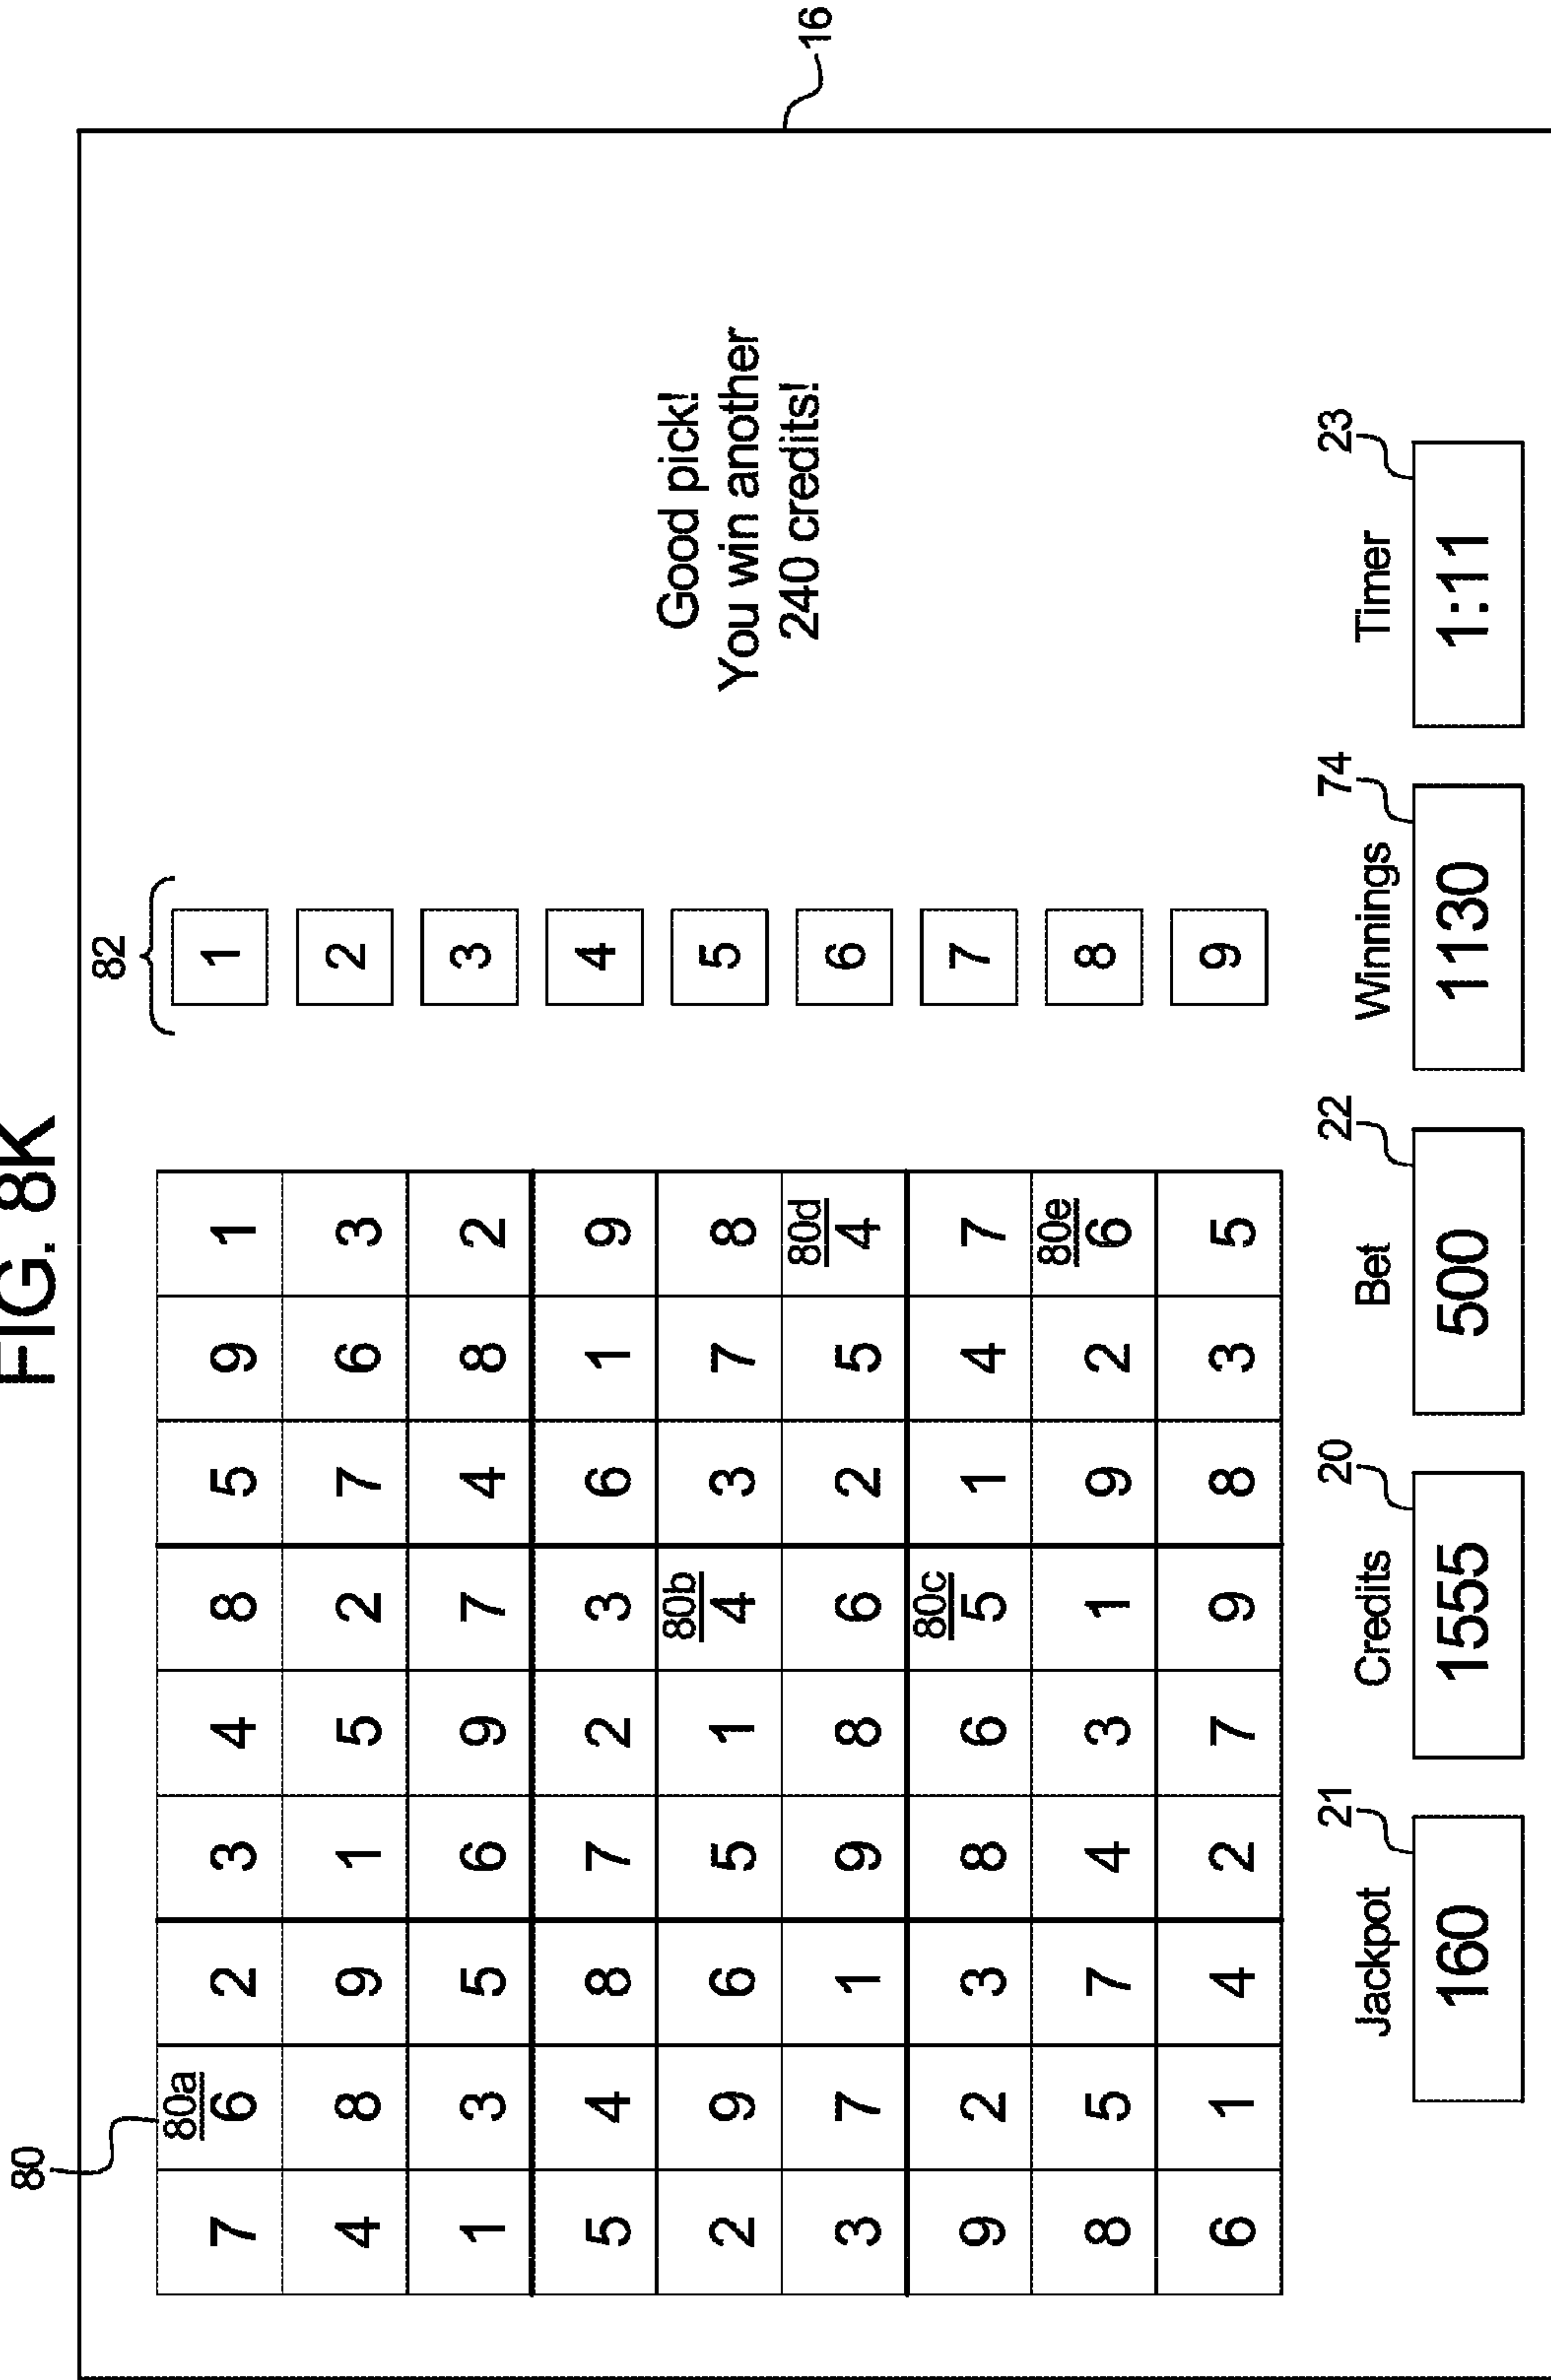 FIG. 8K
80
82
80a
7 6 2 3 4 8 5 9 1 1
4 8 9 1 5 2 7 6 3 2
1 3 5 6 9 7 4 8 2 3
5 4 8 7 2 3 6 1 9 4
80b
2 9 6 5 1 4 3 7 8 5
80d
3 7 1 9 8 6 2 5 4 6
80c
9 2 3 8 6 5 1 4 7 7
80e
8 5 7 4 3 1 9 2 6 8
6 1 4 2 7 9 8 3 5 9
Good pick!
You win another
240 credits!
16
21 20 22 74 23
Jackpot Credits Bet Winnings Timer
160 1555 500 1130 1:11